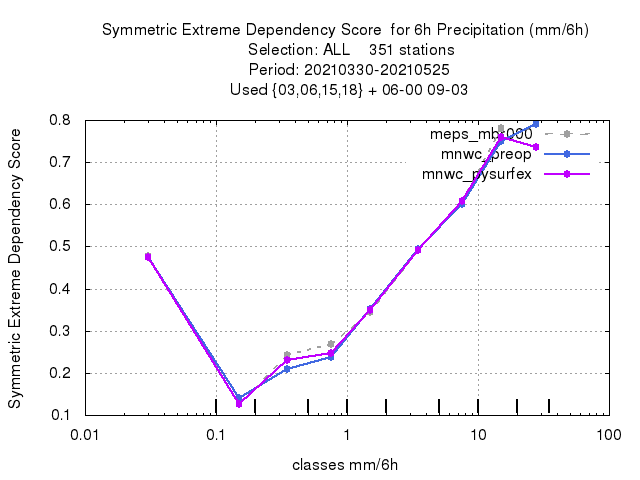 Symmetric Extreme Dependency Score  for 6h Precipitation (mm/6h)
Selection: ALL    351 stations
Period: 20210330-20210525
Used {03,06,15,18} + 06-00 09-03
Symmetric Extreme Dependency Score
0.8
0.7
0.6
0.5
0.4
0.3
0.2
0.1
meps_mbr000
mnwc_preop
mnwc_pysurfex
0.01 0.1 1 10 100
classes mm/6h